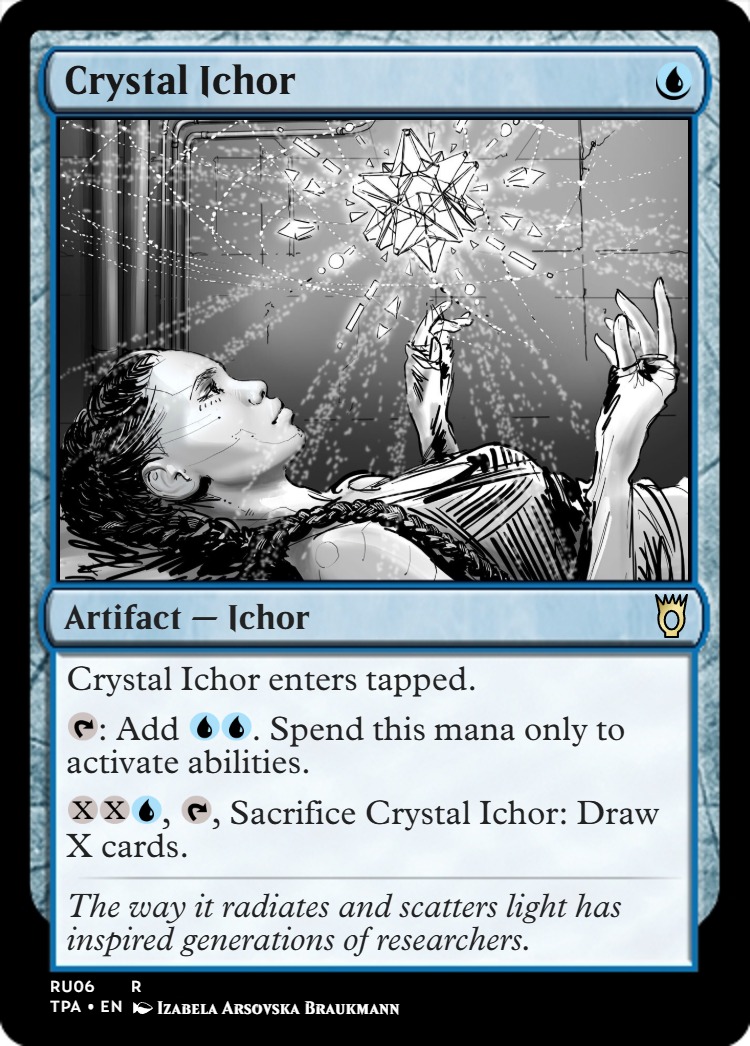 Crystal Ichor
Artifact — Ichor
Crystal Ichor enters tapped.
: Add . Spend this mana only to
activate abilities.
X X , , Sacrifice Crystal Ichor: Draw
X cards.
The way it radiates and scatters light has
inspired generations of researchers.
RU06 R
TPA • EN Izabela Arsovska Braukmann